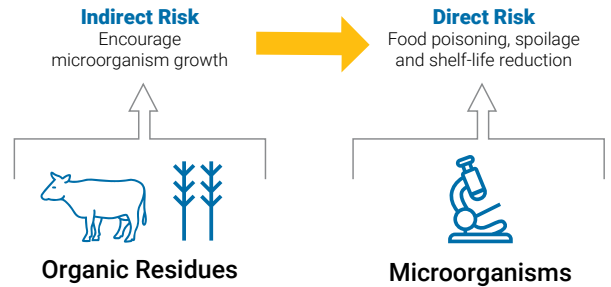 Indirect Risk
Encourage
microorganism growth
Direct Risk
Food poisoning, spoilage
and shelf-life reduction
Organic Residues
Microorganisms